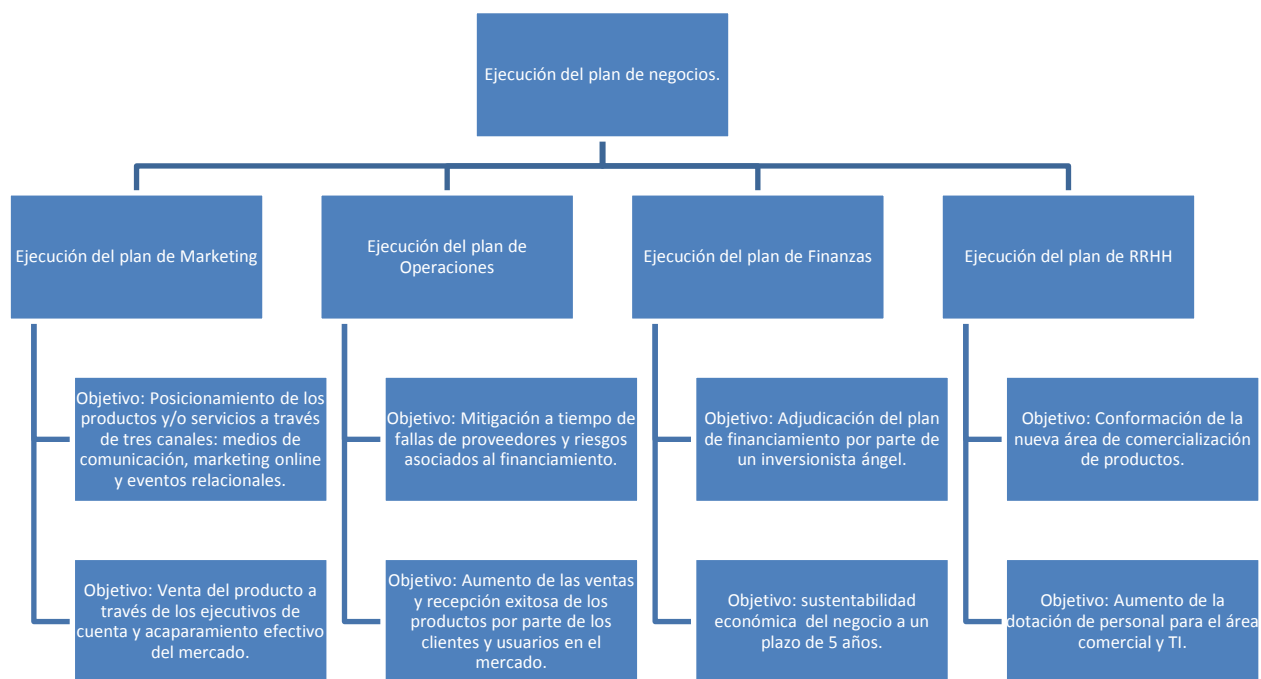 Ejecución del plan de negocios.
Ejecución del plan de Marketing
Ejecución del plan de
Operaciones
Ejecución del plan de Finanzas
Ejecución del plan de RRHH
Objetivo: Posicionamiento de los
productos y/o servicios a través
de tres canales: medios de
comunicación, marketing online
y eventos relacionales.
Objetivo: Mitigación a tiempo de
fallas de proveedores y riesgos
asociados al financiamiento.
Objetivo: Adjudicación del plan
de financiamiento por parte de
un inversionista ángel.
Objetivo: Conformación de la
nueva área de comercialización
de productos.
Objetivo: Venta del producto a
través de los ejecutivos de
cuenta y acaparamiento efectivo
del mercado.
Objetivo: Aumento de las ventas
y recepción exitosa de los
productos por parte de los
clientes y usuarios en el
mercado.
Objetivo: sustentabilidad
económica del negocio a un
plazo de 5 años.
Objetivo: Aumento de la
dotación de personal para el área
comercial y TI.